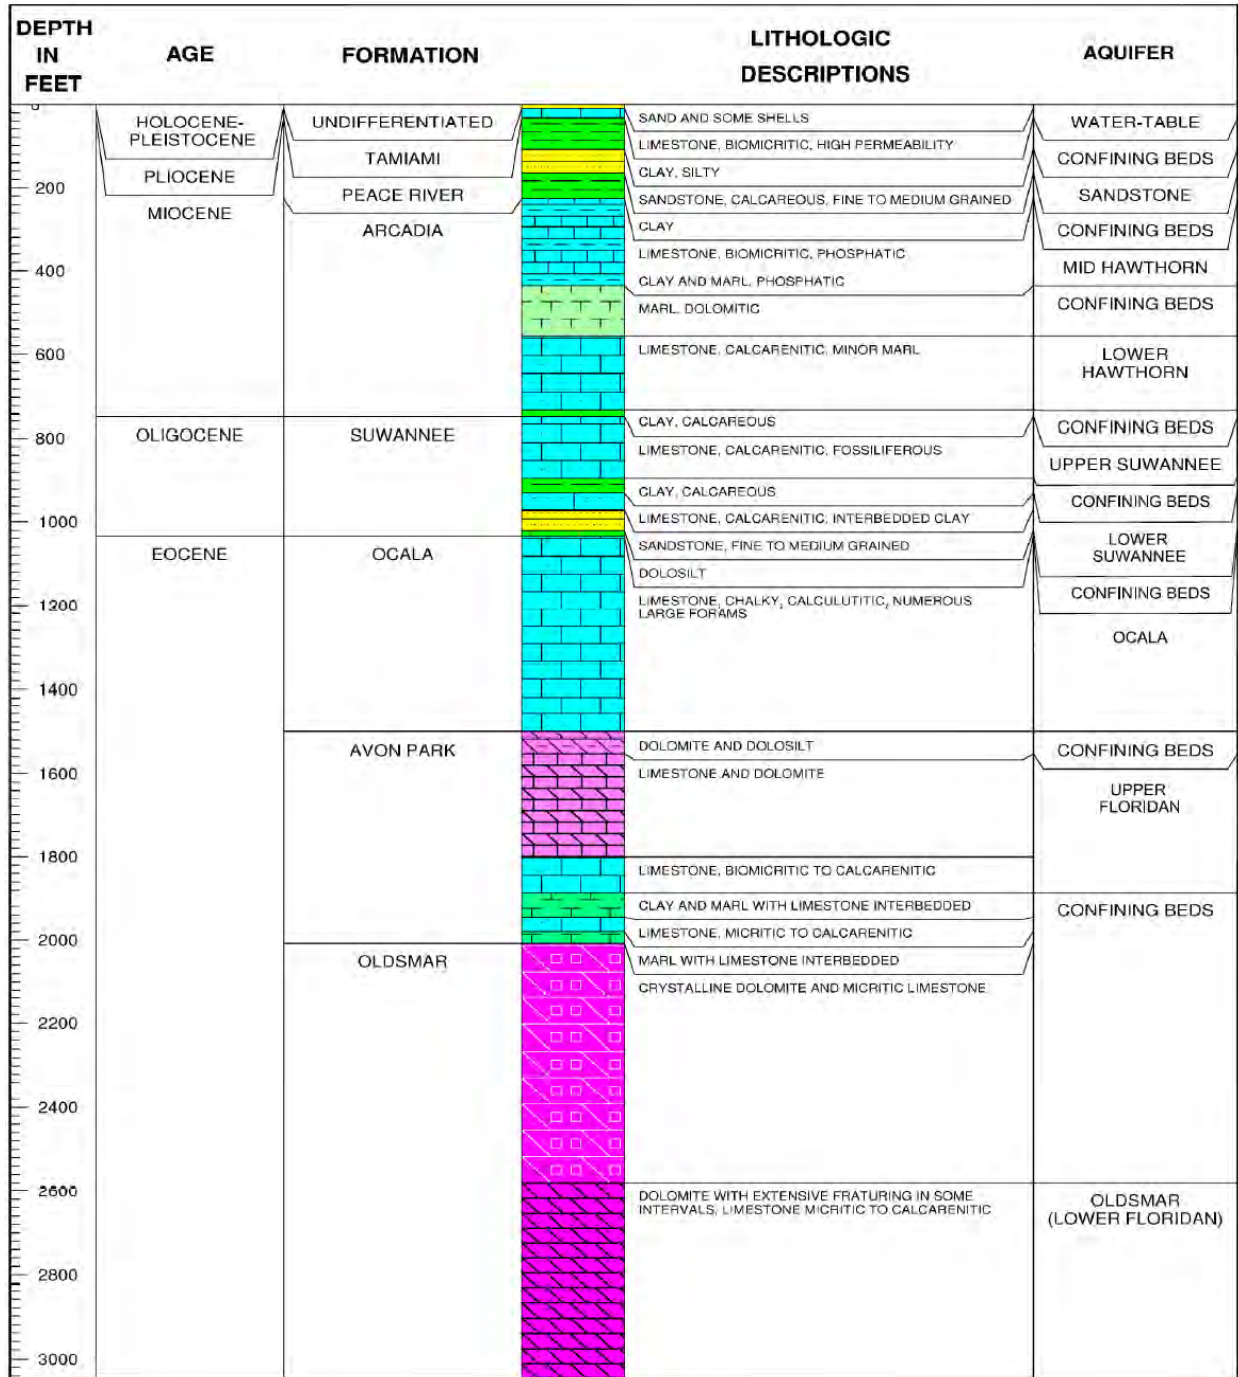 DEPTH
IN
FEET
AGE
FORMATION
LITHOLOGIC
DESCRIPTIONS
AQUIFER
0
200
400
600
800
1000
1200
1400
1600
1800
2000
2200
2400
2600
2800
3000
HOLOCENE-
PLEISTOCENE
PLIOCENE
MIOCENE
OLIGOCENE
EOCENE
UNDIFFERENTIATED
TAMIAMI
PEACE RIVER
ARCADIA
SUWANNEE
OCALA
AVON PARK
OLDSMAR
SAND AND SOME SHELLS
LIMESTONE, BIOMICRITIC, HIGH PERMEABILITY
CLAY, SILTY
SANDSTONE, CALCAREOUS, FINE TO MEDIUM GRAINED
CLAY
LIMESTONE, BIOMICRITIC, PHOSPHATIC
CLAY AND MARL, PHOSPHATIC
MARL, DOLOMITIC
LIMESTONE, CALCARENITIC, MINOR MARL
CLAY, CALCAREOUS
LIMESTONE, CALCARENITIC, FOSSILIFEROUS
CLAY, CALCAREOUS
LIMESTONE, CALCARENITIC, INTERBEDDED CLAY
SANDSTONE, FINE TO MEDIUM GRAINED
DOLOSILT
LIMESTONE, CHALKY, CALCULUTITIC, NUMEROUS
LARGE FORAMS
DOLOMITE AND DOLOSILT
LIMESTONE AND DOLOMITE
LIMESTONE, BIOMICRITIC TO CALCARENITIC
CLAY AND MARL WITH LIMESTONE INTERBEDDED
LIMESTONE, MICRITIC TO CALCARENITIC
MARL WITH LIMESTONE INTERBEDDED
CRYSTALLINE DOLOMITE AND MICRITIC LIMESTONE
DOLOMITE WITH EXTENSIVE FRATURING IN SOME
INTERVALS, LIMESTONE MICRITIC TO CALCARENITIC
WATER-TABLE
CONFINING BEDS
SANDSTONE
CONFINING BEDS
MID HAWTHORN
CONFINING BEDS
LOWER
HAWTHORN
CONFINING BEDS
UPPER SUWANNEE
CONFINING BEDS
LOWER
SUWANNEE
CONFINING BEDS
OCALA
CONFINING BEDS
UPPER
FLORIDAN
CONFINING BEDS
OLDSMAR
(LOWER FLORIDAN)